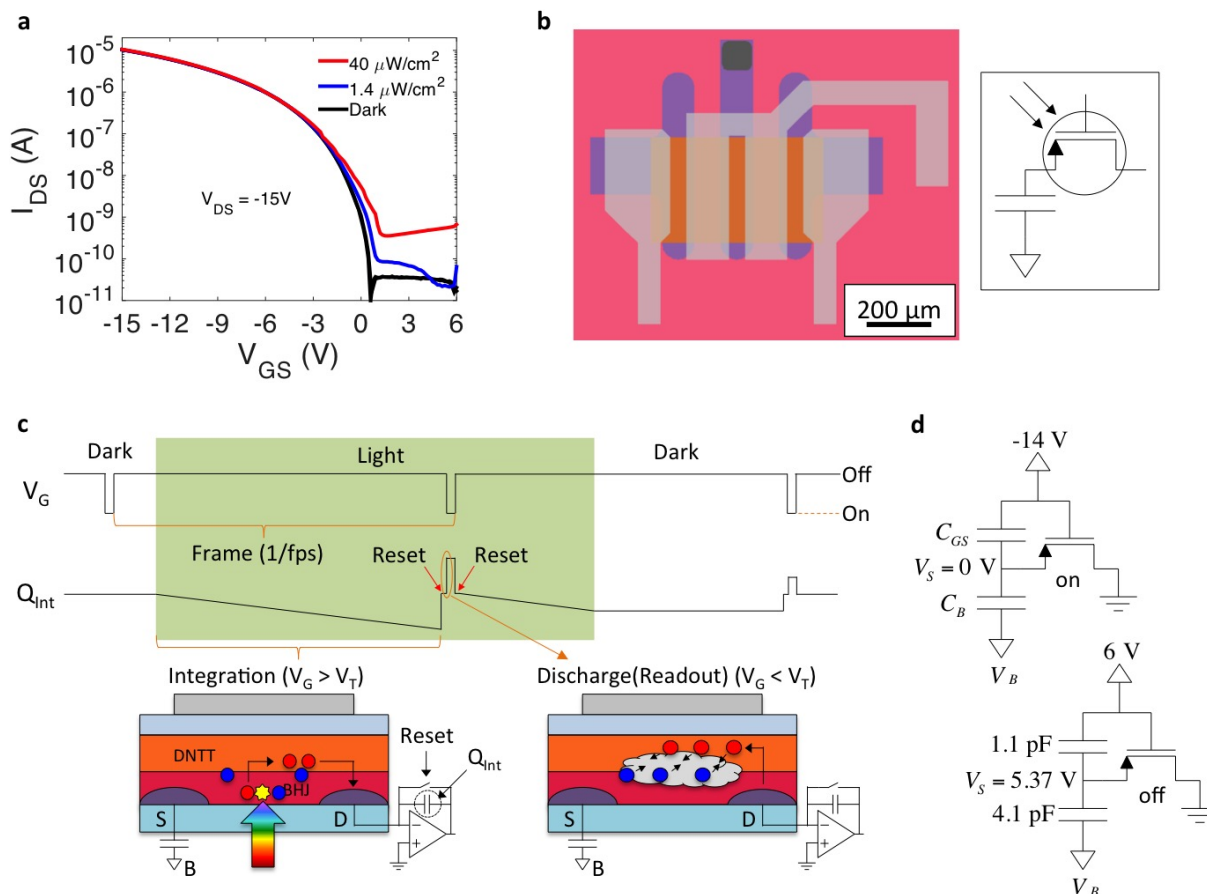 a
10⁻⁵
10⁻⁶
10⁻⁷
10⁻⁸
10⁻⁹
10⁻¹⁰
10⁻¹¹
I_DS (A)
40 μW/cm²
1.4 μW/cm²
Dark
V_DS = -15V
-15 -12 -9 -6 -3 0 3 6
V_GS (V)
b
200 μm
c
Dark
Light
Dark
V_G
Off
On
Frame (1/fps)
Reset
Reset
Q_Int
Integration (V_G > V_T)
Discharge(Readout) (V_G < V_T)
DNTT
BHJ
S
D
B
Reset
Q_Int
S
D
B
d
-14 V
C_GS
V_S = 0 V
on
C_B
V_B
6 V
1.1 pF
V_S = 5.37 V
off
4.1 pF
V_B